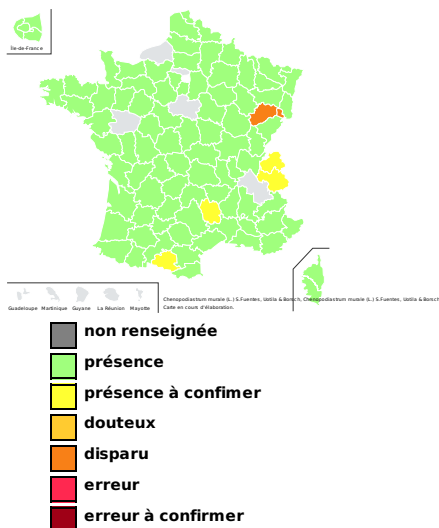 Île-de-France
Chenopodiastrum murale (L.) S.Fuentes, Uotila & Borsch, Chenopodiastrum murale (L.) S.Fuentes, Uotila & Borsch
Carte en cours d'élaboration.
Guadeloupe Martinique Guyane La Réunion Mayotte
non renseignée
présence
présence à confimer
douteux
disparu
erreur
erreur à confirmer